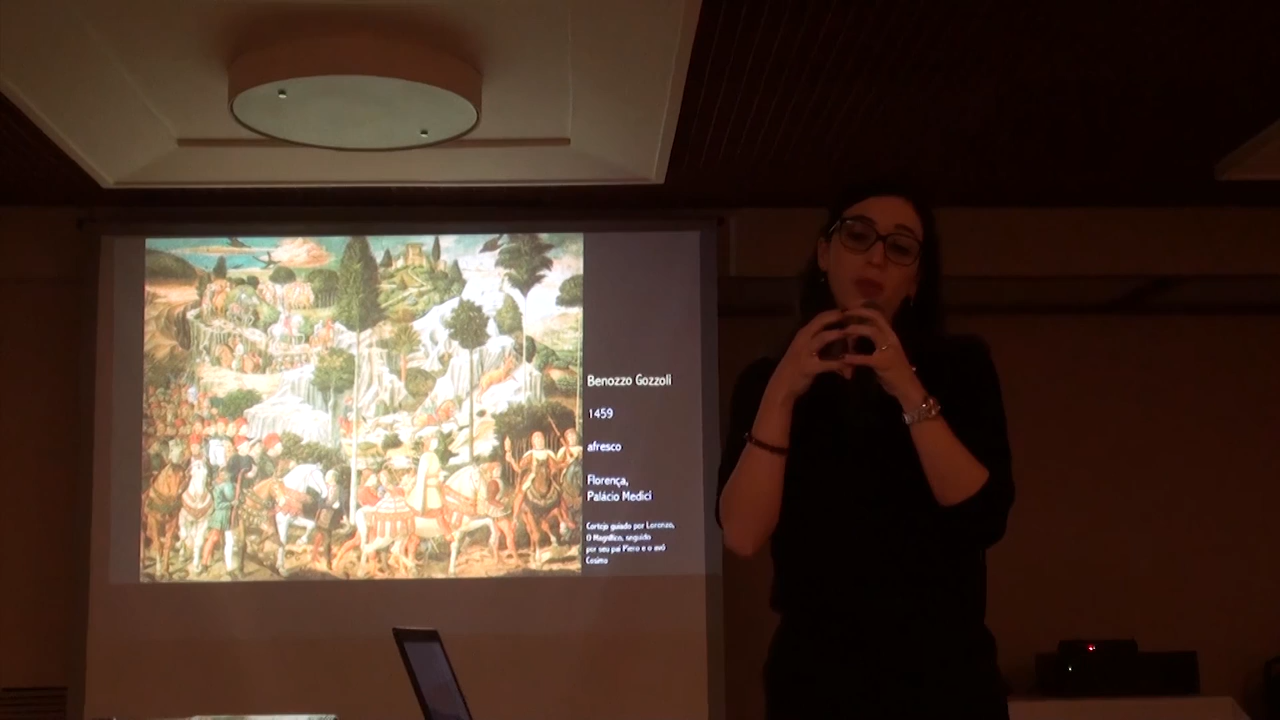 Benozzo Gozzoli
1459
afresco
Florença,
Palácio Medici
Cortejo guiado por Lorenzo,
O Magnífico, seguido
por seu pai Piero e o avô
Cosimo